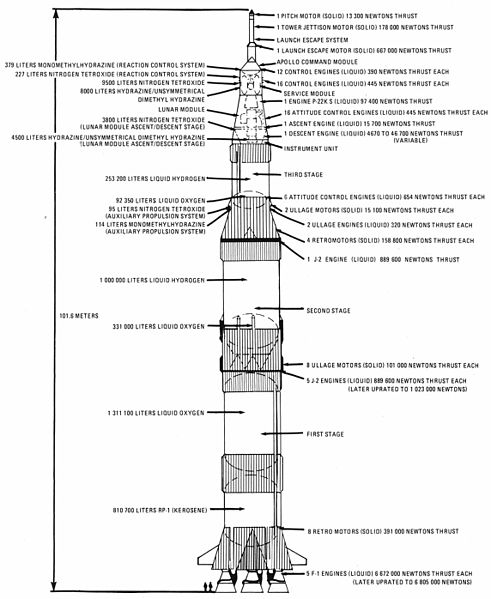 1 PITCH MOTOR (SOLID) 13 300 NEWTONS THRUST
1 TOWER JETTISON MOTOR (SOLID) 178 000 NEWTONS THRUST
LAUNCH ESCAPE SYSTEM
1 LAUNCH ESCAPE MOTOR (SOLID) 667 000 NEWTONS THRUST
APOLLO COMMAND MODULE
12 CONTROL ENGINES (LIQUID) 390 NEWTONS THRUST EACH
16 CONTROL ENGINES (LIQUID) 445 NEWTONS THRUST EACH
SERVICE MODULE
1 ENGINE P-22K S (LIQUID) 97 400 NEWTONS THRUST
16 ATTITUDE CONTROL ENGINES (LIQUID) 445 NEWTONS THRUST EACH
1 ASCENT ENGINE (LIQUID) 15 700 NEWTONS THRUST
1 DESCENT ENGINE (LIQUID) 4670 to 46 700 NEWTONS THRUST
(VARIABLE)
INSTRUMENT UNIT
379 LITERS MONOMETHYLHYDRAZINE (REACTION CONTROL SYSTEM)
227 LITERS NITROGEN TETROXIDE (REACTION CONTROL SYSTEM)
9500 LITERS NITROGEN TETROXIDE
8000 LITERS HYDRAZINE/UNSYMMETRICAL
DIMETHYL HYDRAZINE
LUNAR MODULE
3800 LITERS NITROGEN TETROXIDE
(LUNAR MODULE ASCENT/DESCENT STAGE)
4500 LITERS HYDRAZINE/UNSYMMETRICAL DIMETHYL HYDRAZINE
(LUNAR MODULE ASCENT/DESCENT STAGE)
THIRD STAGE
253 200 LITERS LIQUID HYDROGEN
92 350 LITERS LIQUID OXYGEN
95 LITERS NITROGEN TETROXIDE
(AUXILIARY PROPULSION SYSTEM)
114 LITERS MONOMETHYLHYDRAZINE
(AUXILIARY PROPULSION SYSTEM)
6 ATTITUDE CONTROL ENGINES (LIQUID) 654 NEWTONS THRUST EACH
2 ULLAGE MOTORS (SOLID) 15 100 NEWTONS THRUST EACH
2 ULLAGE ENGINES (LIQUID) 320 NEWTONS THRUST EACH
4 RETROMOTORS (SOLID) 158 800 NEWTONS THRUST EACH
1 J-2 ENGINE (LIQUID) 889 600 NEWTONS THRUST
1 000 000 LITERS LIQUID HYDROGEN
SECOND STAGE
101.6 METERS
331 000 LITERS LIQUID OXYGEN
8 ULLAGE MOTORS (SOLID) 101 000 NEWTONS THRUST EACH
5 J-2 ENGINES (LIQUID) 889 600 NEWTONS THRUST EACH
(LATER UPRATED TO 1 023 000 NEWTONS)
1 311 100 LITERS LIQUID OXYGEN
FIRST STAGE
810 700 LITERS RP-1 (KEROSENE)
8 RETRO MOTORS (SOLID) 391 000 NEWTONS THRUST
5 F-1 ENGINES (LIQUID) 6 672 000 NEWTONS THRUST EACH
(LATER UPRATED TO 6 805 000 NEWTONS)